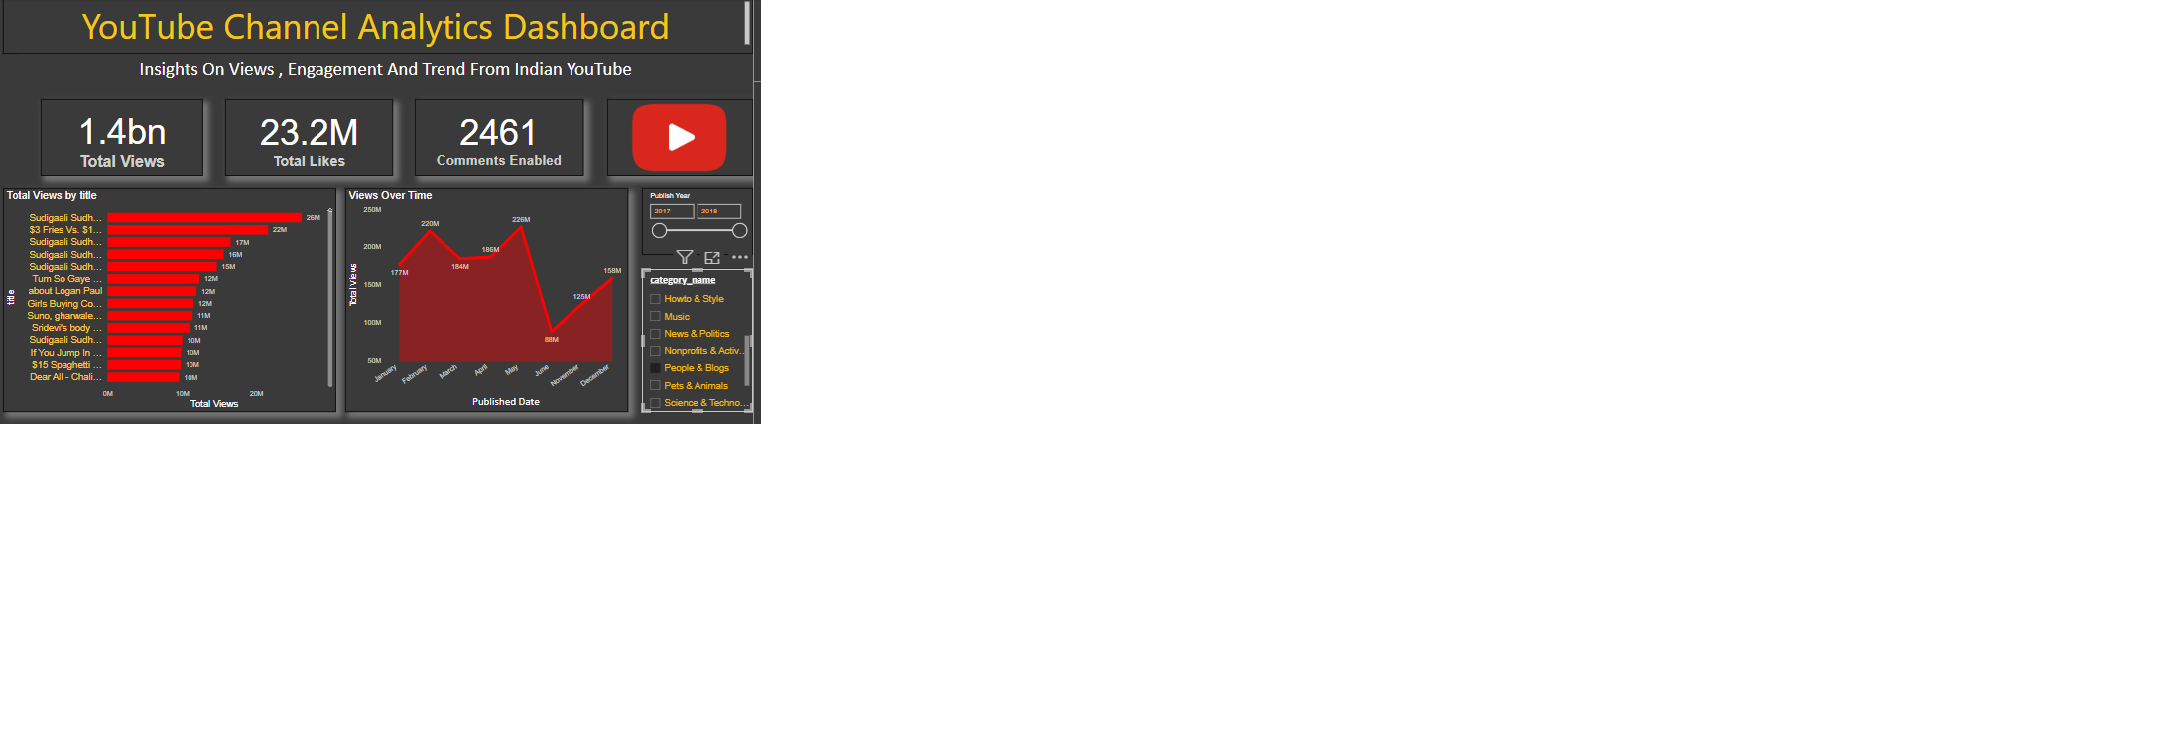 YouTube Channel Analytics Dashboard
Insights On Views , Engagement And Trend From Indian YouTube
1.4bn
Total Views
23.2M
Total Likes
2461
Comments Enabled
Total Views by title
title
Sudigaali Sudh... 26M
$3 Fries Vs. $1... 22M
Sudigaali Sudh... 17M
Sudigaali Sudh... 16M
Sudigaali Sudh... 15M
Tum So Gaye ... 12M
about Logan Paul 12M
Girls Buying Co... 12M
Suno, gharwale... 11M
Sridevi's body ... 11M
Sudigaali Sudh... 10M
If You Jump In ... 10M
$15 Spaghetti ... 10M
Dear All - Chali... 10M
0M 10M 20M
Total Views
Views Over Time
Total Views
250M
200M
150M
100M
50M
177M
220M
184M
186M
226M
88M
125M
158M
January February March April May June November December
Published Date
Publish Year
2017 2018
category_name
Howto & Style
Music
News & Politics
Nonprofits & Activ...
People & Blogs
Pets & Animals
Science & Techno...